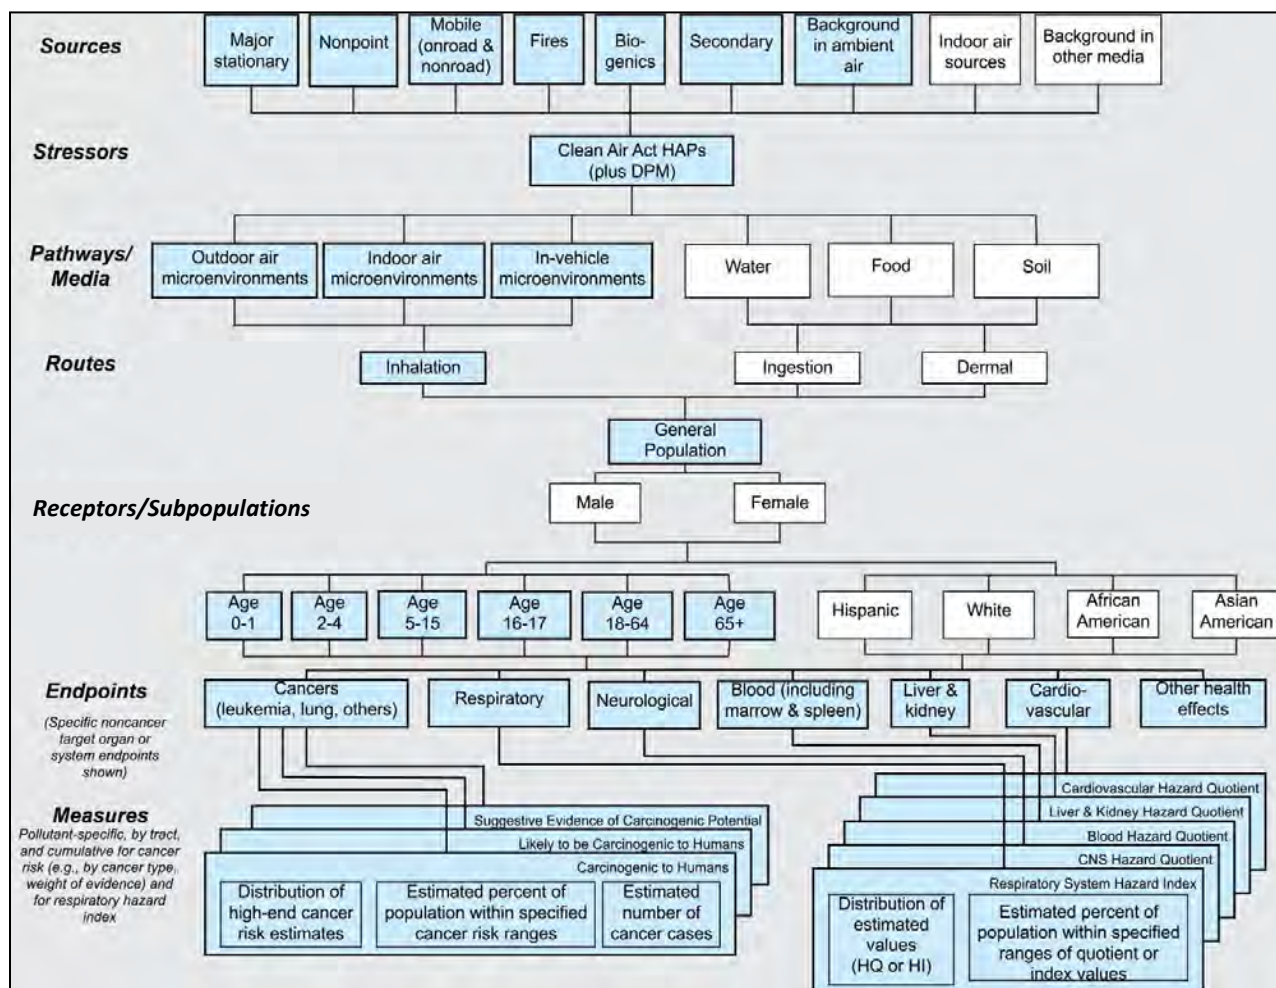 Sources
Major
stationary
Nonpoint
Mobile
(onroad &
nonroad)
Fires
Bio-
genics
Secondary
Background
in ambient
air
Indoor air
sources
Background in
other media
Stressors
Clean Air Act HAPs
(plus DPM)
Pathways/
Media
Outdoor air
microenvironments
Indoor air
microenvironments
In-vehicle
microenvironments
Water
Food
Soil
Routes
Inhalation
Ingestion
Dermal
General
Population
Male
Female
Receptors/Subpopulations
Age
0-1
Age
2-4
Age
5-15
Age
16-17
Age
18-64
Age
65+
Hispanic
White
African
American
Asian
American
Endpoints
(Specific noncancer
target organ or
system endpoints
shown)
Cancers
(leukemia, lung, others)
Respiratory
Neurological
Blood (including
marrow & spleen)
Liver &
kidney
Cardio-
vascular
Other health
effects
Measures
Pollutant-specific, by tract,
and cumulative for cancer
risk (e.g., by cancer type,
weight of evidence) and
for respiratory hazard
index
Suggestive Evidence of Carcinogenic Potential
Likely to be Carcinogenic to Humans
Carcinogenic to Humans
Distribution of
high-end cancer
risk estimates
Estimated percent of
population within specified
cancer risk ranges
Estimated
number of
cancer cases
Cardiovascular Hazard Quotient
Liver & Kidney Hazard Quotient
Blood Hazard Quotient
CNS Hazard Quotient
Respiratory System Hazard Index
Distribution of
estimated
values
(HQ or HI)
Estimated percent of
population within specified
ranges of quotient or
index values